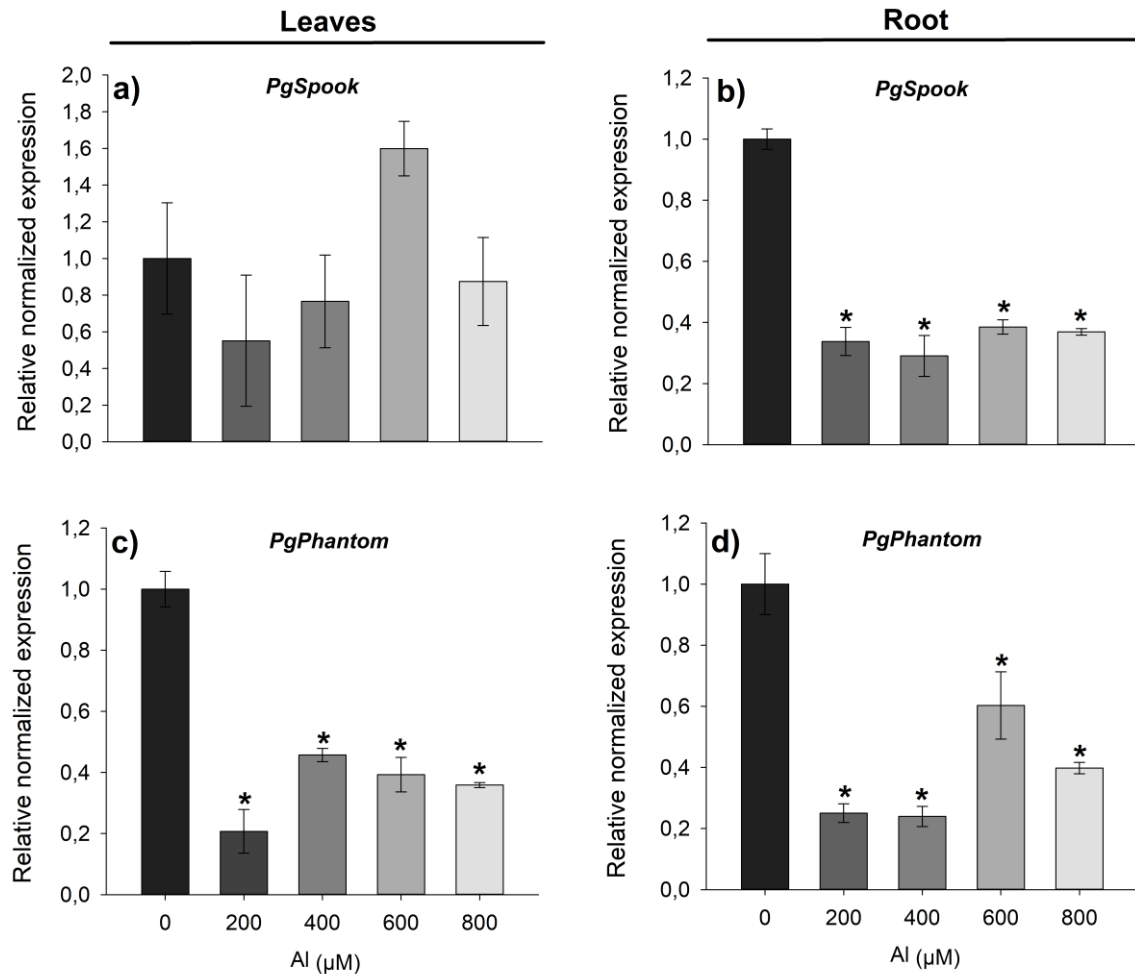 Leaves
Root
a)
PgSpook
Relative normalized expression
2,0
1,8
1,6
1,4
1,2
1,0
0,8
0,6
0,4
0,2
0,0
b)
PgSpook
Relative normalized expression
1,2
1,0
0,8
0,6
0,4
0,2
0,0
*
*
*
*
c)
PgPhantom
Relative normalized expression
1,2
1,0
0,8
0,6
0,4
0,2
0,0
*
*
*
*
0 200 400 600 800
Al (µM)
d)
PgPhantom
Relative normalized expression
1,2
1,0
0,8
0,6
0,4
0,2
0,0
*
*
*
*
0 200 400 600 800
Al (µM)